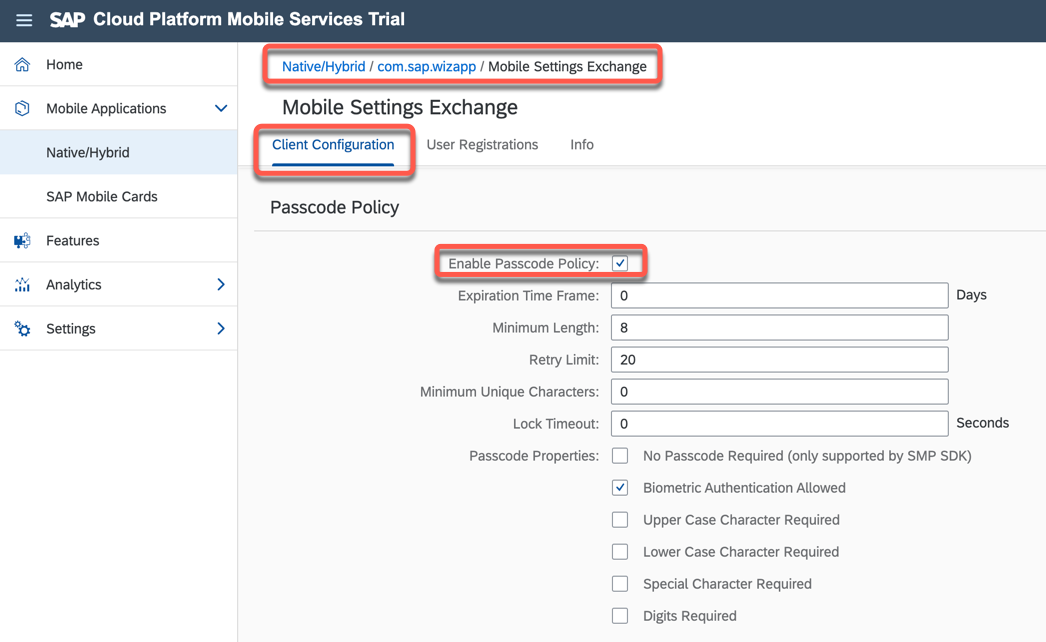 SAP Cloud Platform Mobile Services Trial
Home
Mobile Applications
Native/Hybrid
SAP Mobile Cards
Features
Analytics
Settings
Native/Hybrid / com.sap.wizapp / Mobile Settings Exchange
Mobile Settings Exchange
Client Configuration User Registrations Info
Passcode Policy
Enable Passcode Policy:
Expiration Time Frame: 0 Days
Minimum Length: 8
Retry Limit: 20
Minimum Unique Characters: 0
Lock Timeout: 0 Seconds
Passcode Properties: No Passcode Required (only supported by SMP SDK)
Biometric Authentication Allowed
Upper Case Character Required
Lower Case Character Required
Special Character Required
Digits Required